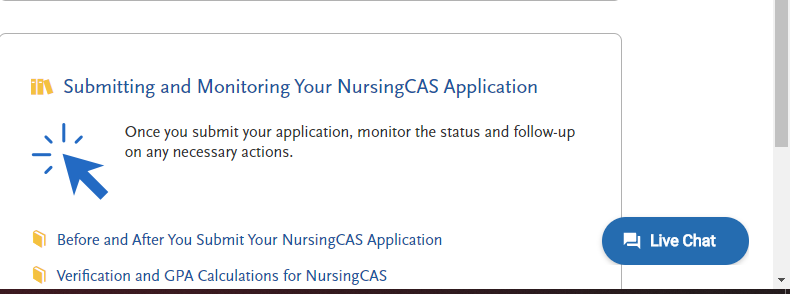 Submitting and Monitoring Your NursingCAS Application
Once you submit your application, monitor the status and follow-up
on any necessary actions.
Before and After You Submit Your NursingCAS Application
Live Chat
Verification and GPA Calculations for NursingCAS